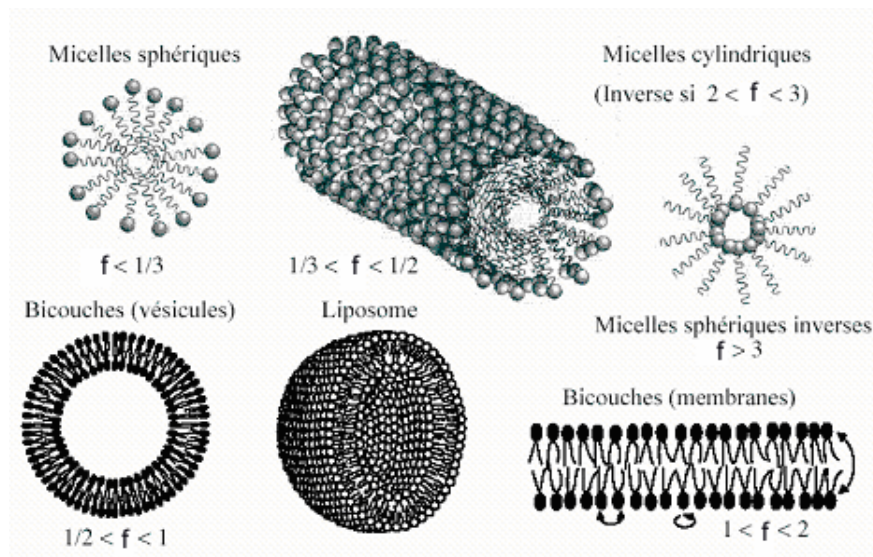 Micelles sphériques
f < 1/3
1/3 < f < 1/2
Micelles cylindriques
(Inverse si 2 < f < 3)
Micelles sphériques inverses
f > 3
Bicouches (vésicules)
1/2 < f < 1
Liposome
Bicouches (membranes)
1 < f < 2